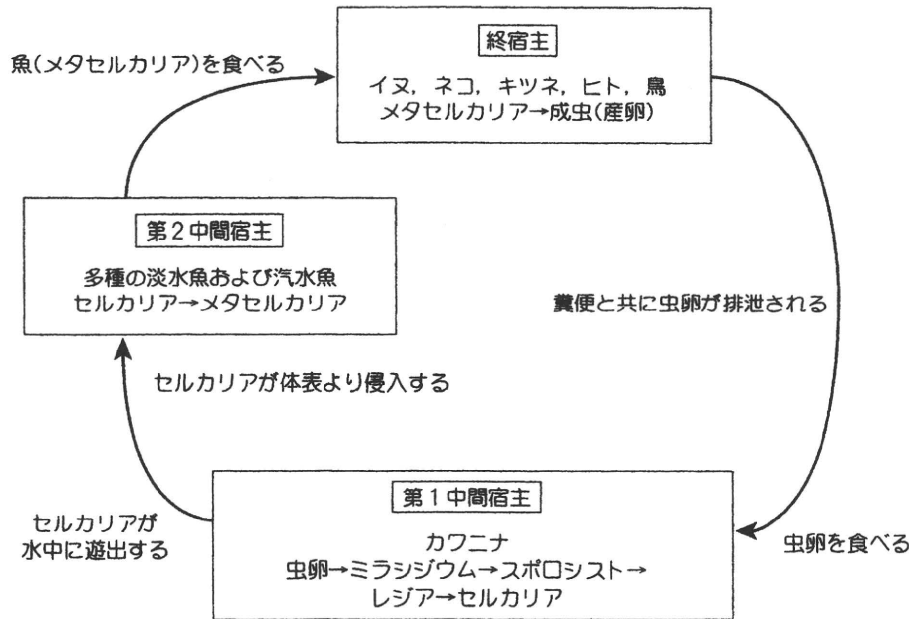 終宿主
イヌ，ネコ，キツネ，ヒト，鳥
メタセルカリア→成虫(産卵)
魚(メタセルカリア)を食べる
第2中間宿主
多種の淡水魚および汽水魚
セルカリア→メタセルカリア
糞便と共に虫卵が排泄される
セルカリアが体表より侵入する
第1中間宿主
カワニナ
虫卵→ミラシジウム→スポロシスト→
レジア→セルカリア
セルカリアが
水中に遊出する
虫卵を食べる